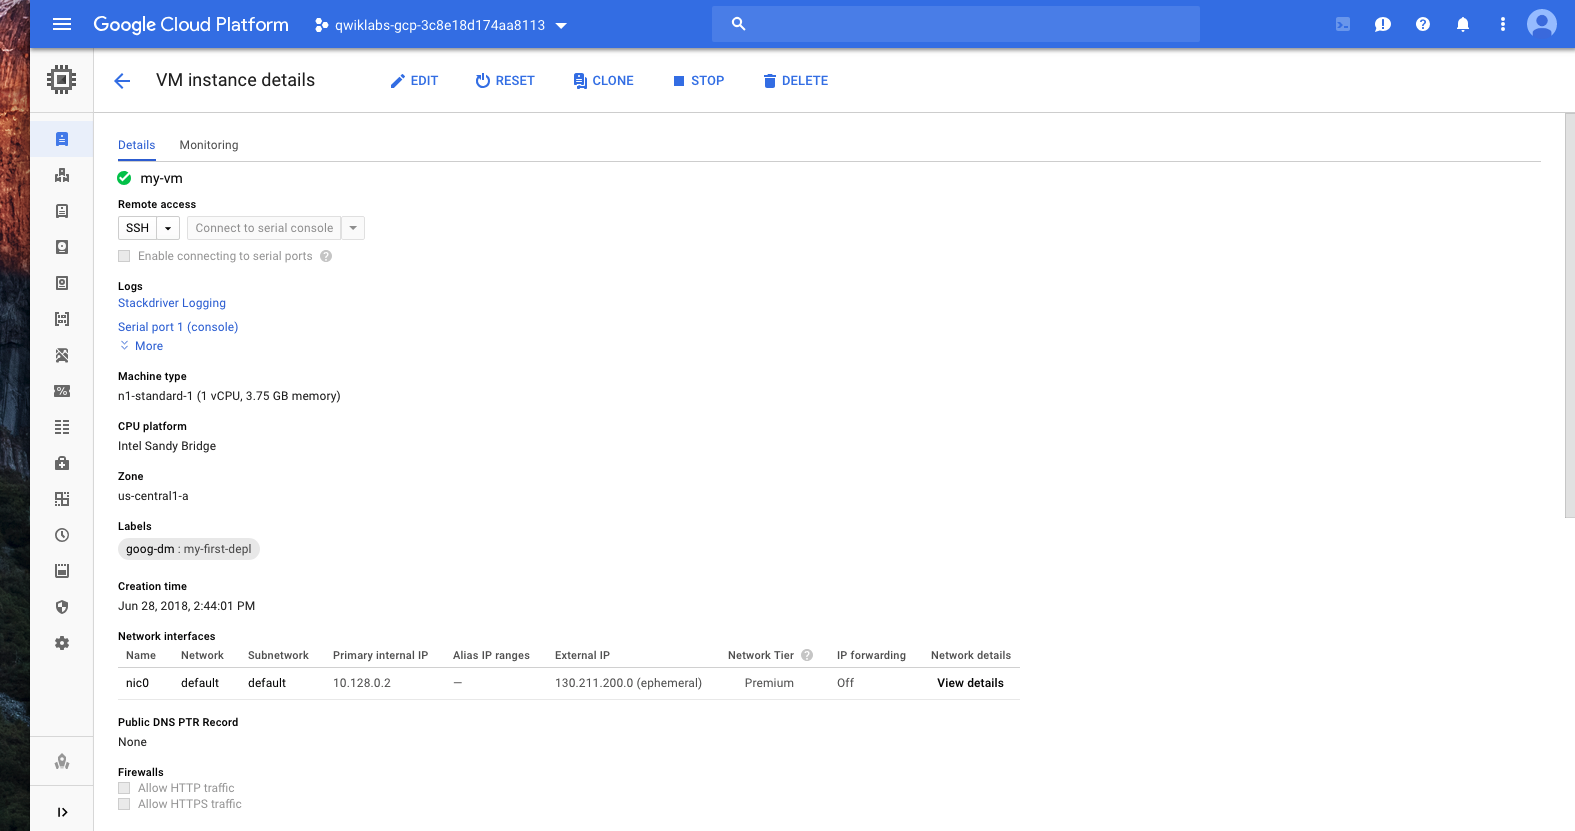 Google Cloud Platform qwiklabs-gcp-3c8e18d174aa8113
VM instance details EDIT RESET CLONE STOP DELETE
Details Monitoring
my-vm
Remote access
SSH Connect to serial console
Enable connecting to serial ports ?
Logs
Stackdriver Logging
Serial port 1 (console)
More
Machine type
n1-standard-1 (1 vCPU, 3.75 GB memory)
CPU platform
Intel Sandy Bridge
Zone
us-central1-a
Labels
goog-dm : my-first-depl
Creation time
Jun 28, 2018, 2:44:01 PM
Network interfaces
Name Network Subnetwork Primary internal IP Alias IP ranges External IP Network Tier ? IP forwarding Network details
nic0 default default 10.128.0.2 — 130.211.200.0 (ephemeral) Premium Off View details
Public DNS PTR Record
None
Firewalls
Allow HTTP traffic
Allow HTTPS traffic